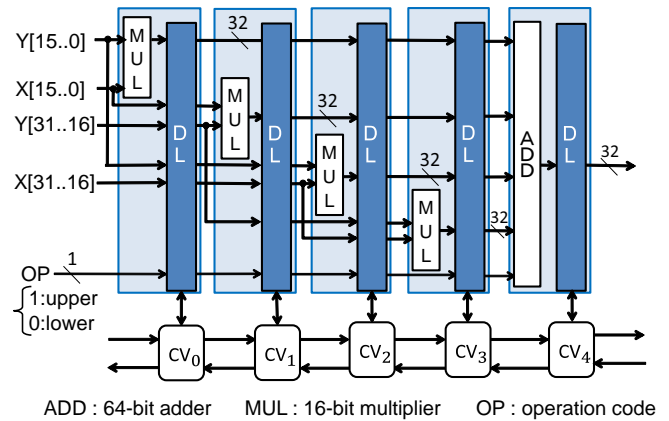 Y[15..0]
X[15..0]
Y[31..16]
X[31..16]
OP
1
1:upper
0:lower
MUL
DL
32
MUL
DL
32
MUL
DL
32
MUL
DL
32
ADD
DL
32
CV0
CV1
CV2
CV3
CV4
ADD : 64-bit adder
MUL : 16-bit multiplier
OP : operation code